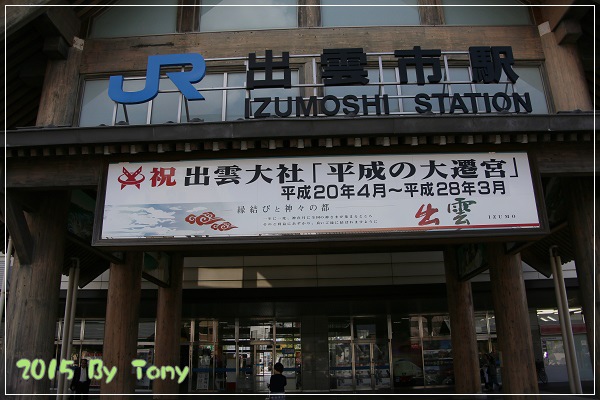 JR 出雲市駅
IZUMOSHI STATION
祝 出雲大社「平成の大遷宮」
平成20年4月～平成28年3月
縁結びと神々の都
出雲
IZUMO
2015 By Tony